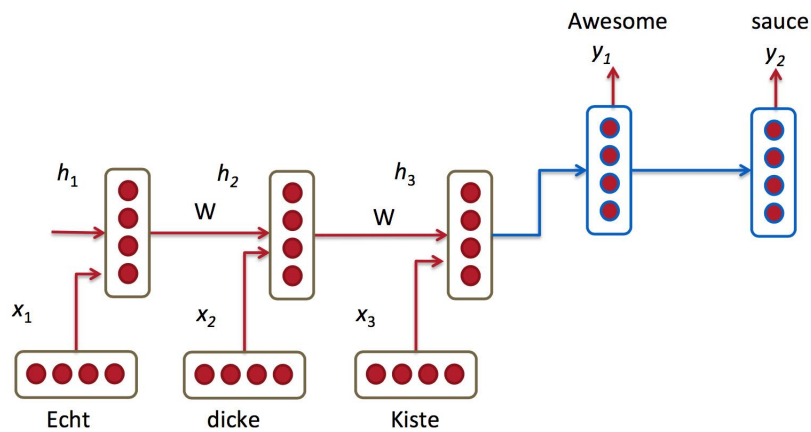 Awesome sauce
y1 y2
h1 h2 h3
W W
x1 x2 x3
Echt dicke Kiste